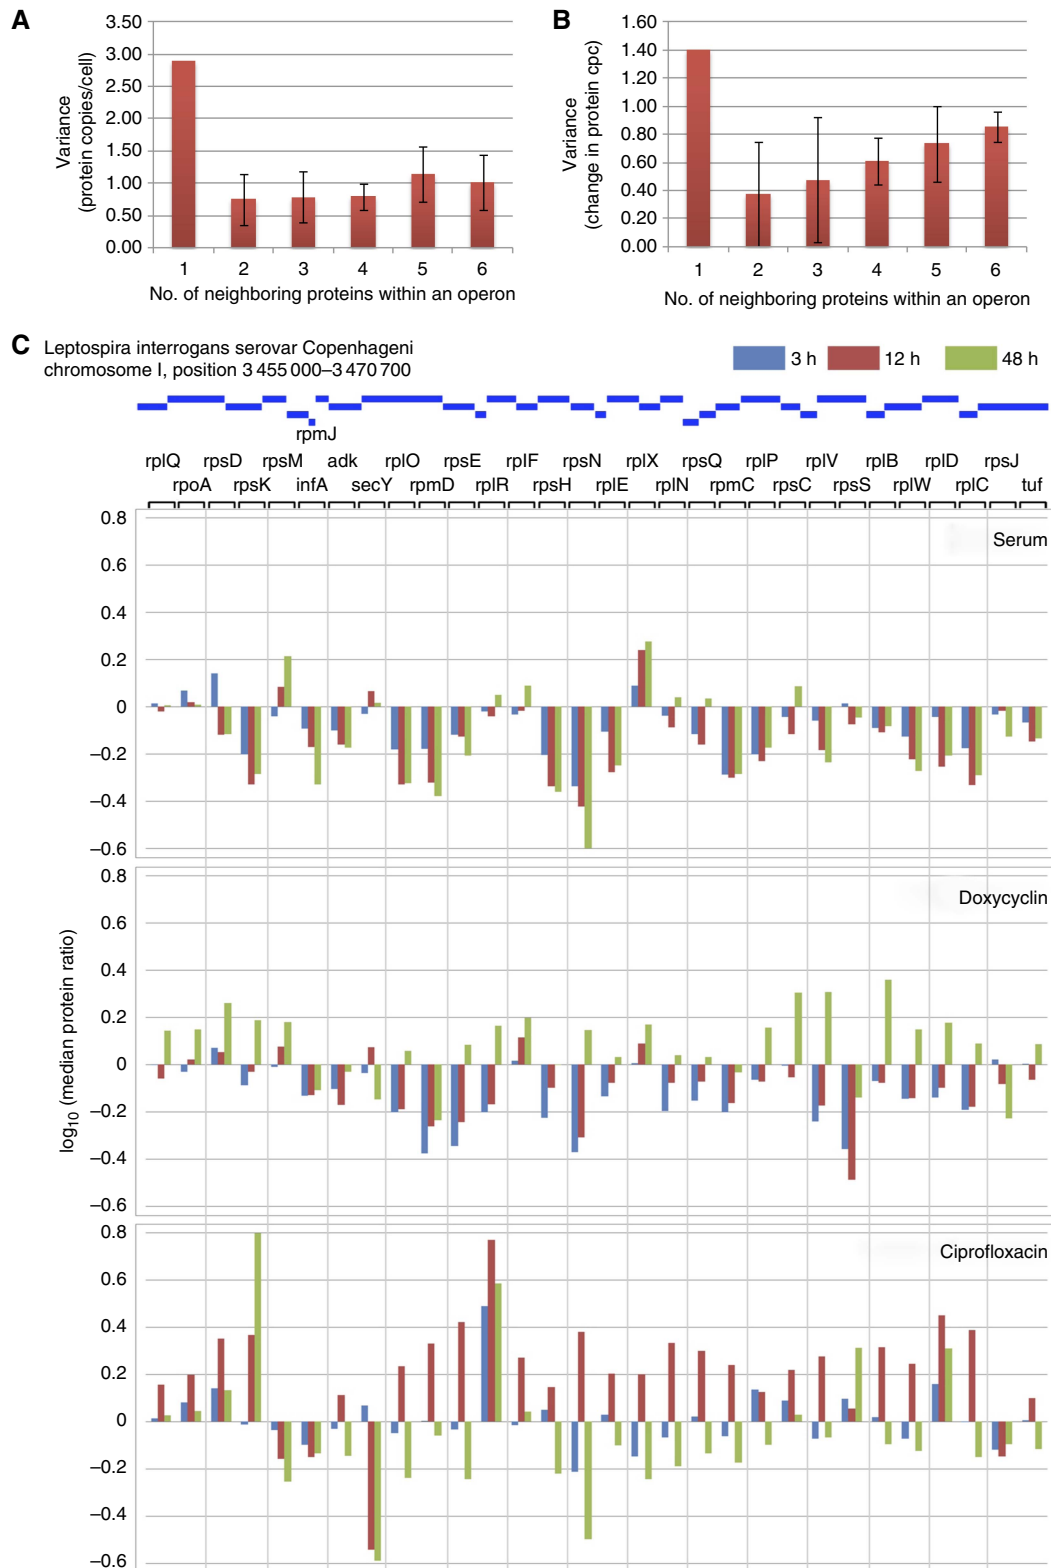 A
Variance
(protein copies/cell)
3.50
3.00
2.50
2.00
1.50
1.00
0.50
0.00
1 2 3 4 5 6
No. of neighboring proteins within an operon
B
Variance
(change in protein cpc)
1.60
1.40
1.20
1.00
0.80
0.60
0.40
0.20
0.00
1 2 3 4 5 6
No. of neighboring proteins within an operon
C Leptospira interrogans serovar Copenhageni
chromosome I, position 3 455 000–3 470 700
3 h 12 h 48 h
rpmJ
rplQ rpsD rpsM adk rplO rpsE rplF rpsN rplX rpsQ rplP rplV rplB rplD rpsJ
rpoA rpsK infA secY rpmD rplR rpsH rplE rplN rpmC rpsC rpsS rplW rplC tuf
log10 (median protein ratio)
0.8
0.6
0.4
0.2
0
–0.2
–0.4
–0.6
Serum
0.8
0.6
0.4
0.2
0
–0.2
–0.4
–0.6
Doxycyclin
0.8
0.6
0.4
0.2
0
–0.2
–0.4
–0.6
Ciprofloxacin